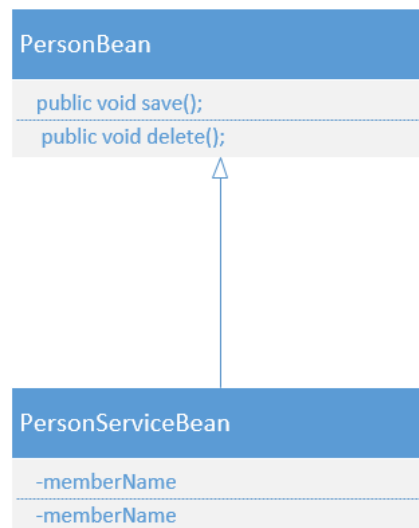 PersonBean
public void save();
public void delete();
PersonServiceBean
-memberName
-memberName